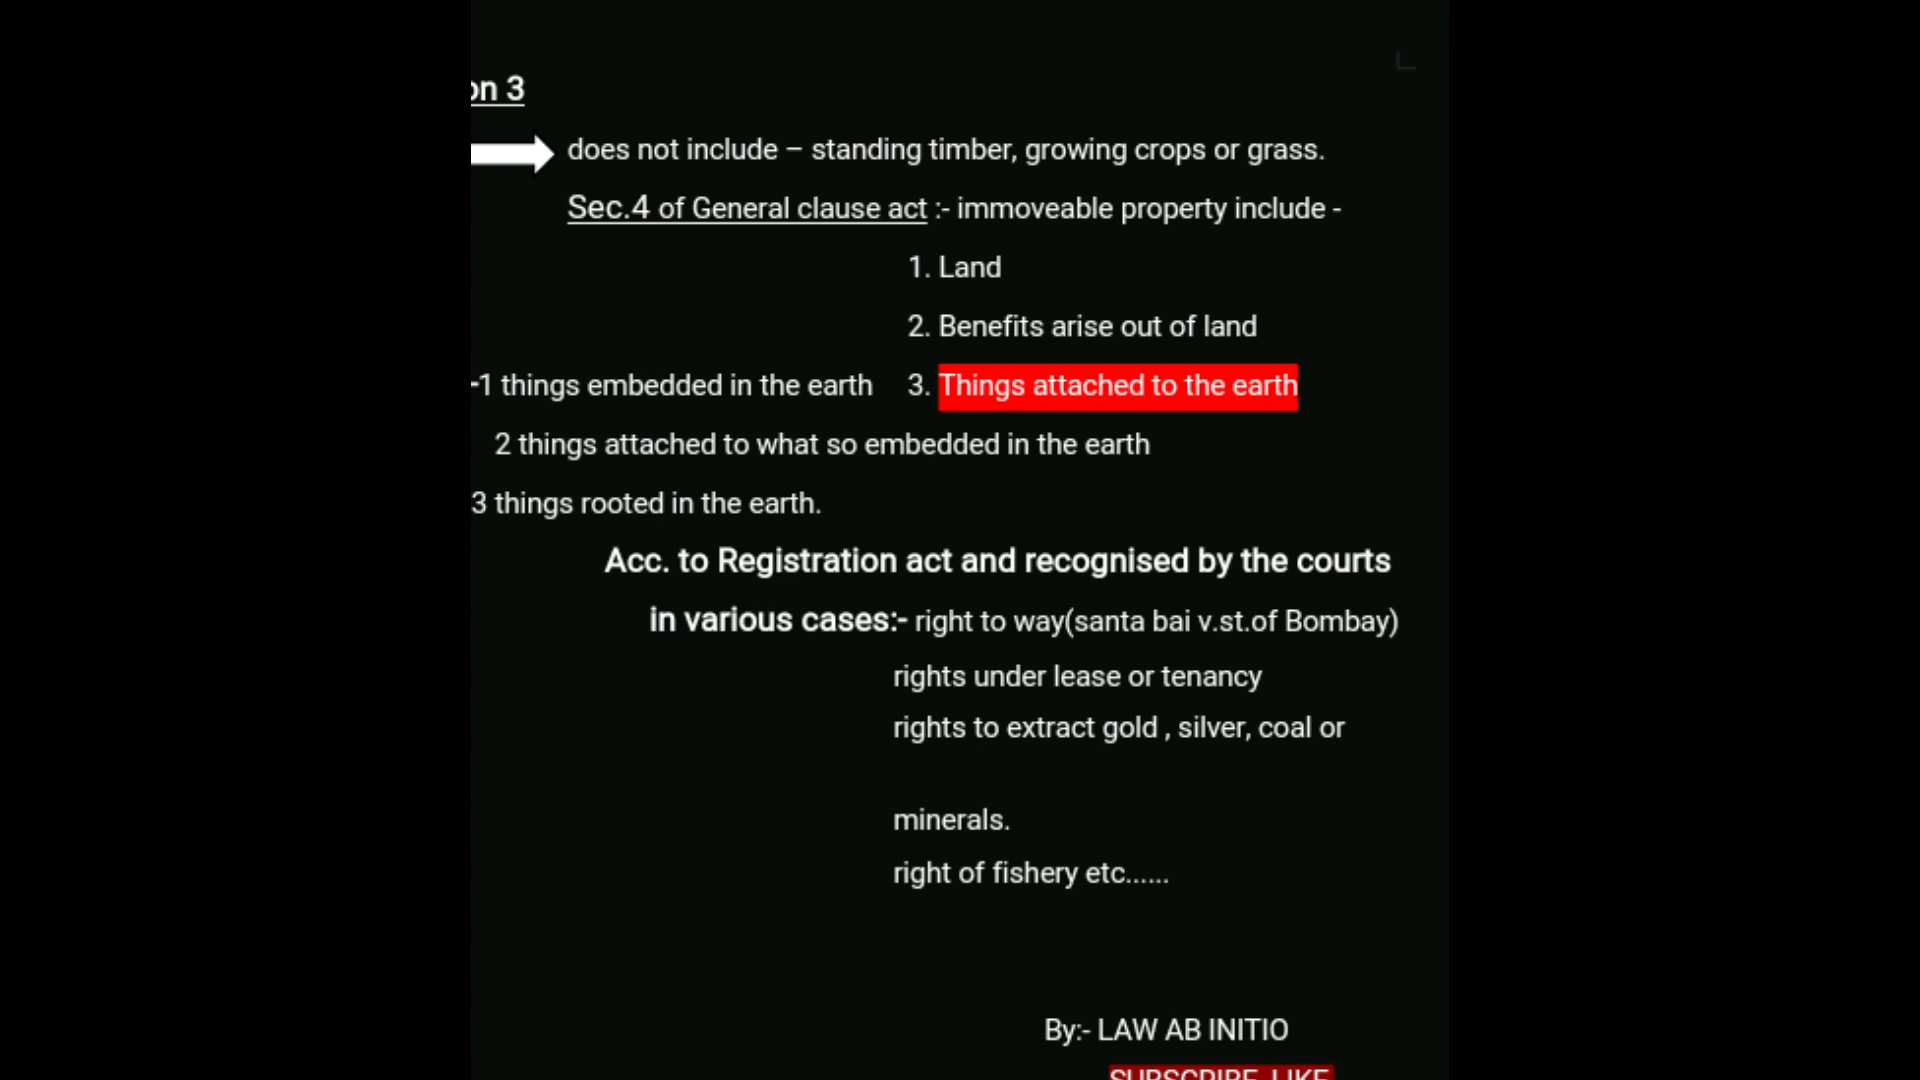 on 3
does not include – standing timber, growing crops or grass.
Sec.4 of General clause act :- immoveable property include -
1. Land
2. Benefits arise out of land
-1 things embedded in the earth 3. Things attached to the earth
2 things attached to what so embedded in the earth
3 things rooted in the earth.
Acc. to Registration act and recognised by the courts
in various cases:- right to way(santa bai v.st.of Bombay)
rights under lease or tenancy
rights to extract gold , silver, coal or
minerals.
right of fishery etc......
By:- LAW AB INITIO
SUBSCRIBE, LIKE